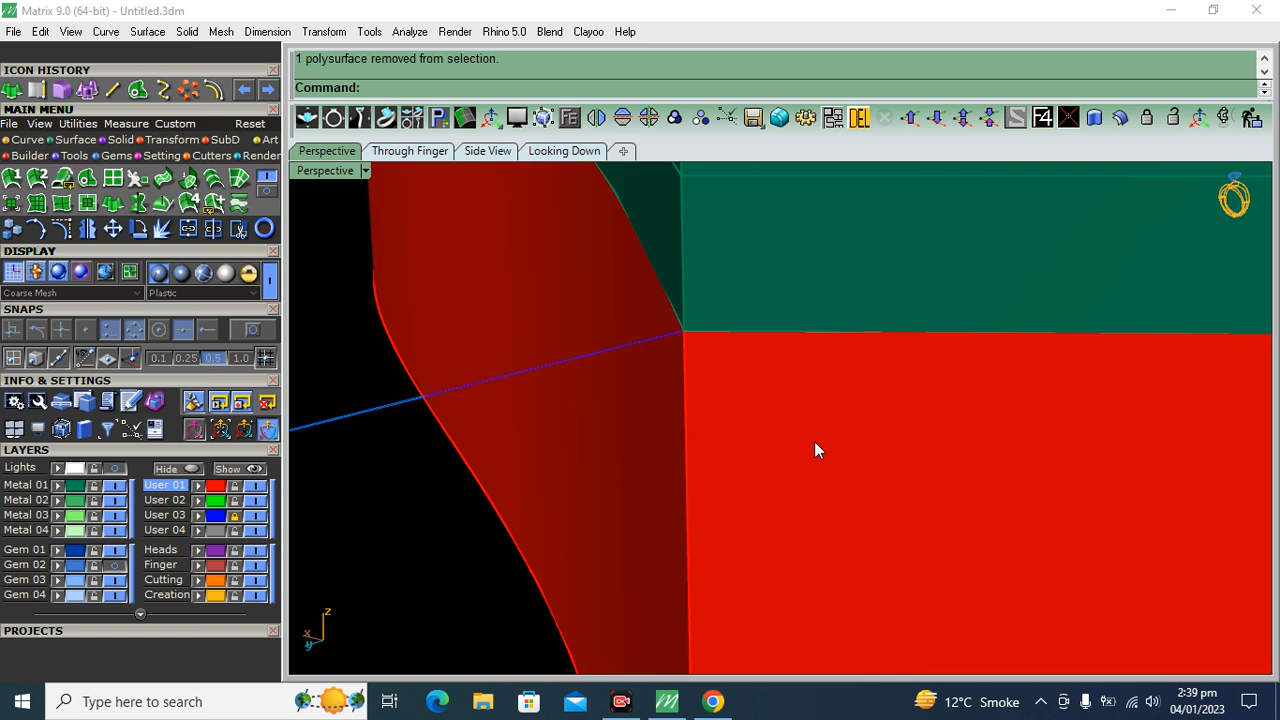 Matrix 9.0 (64-bit) - Untitled.3dm
File Edit View Curve Surface Solid Mesh Dimension Transform Tools Analyze Render Rhino 5.0 Blend Clayoo Help
1 polysurface removed from selection.
Command:
ICON HISTORY
MAIN MENU
File View Utilities Measure Custom Reset
Curve Surface Solid Transform SubD Art
Builder Tools Gems Setting Cutters Render
DISPLAY
Coarse Mesh Plastic
SNAPS
0.1 0.25 0.5 1.0
INFO & SETTINGS
LAYERS
Lights Hide Show
Metal 01 User 01
Metal 02 User 02
Metal 03 User 03
Metal 04 User 04
Gem 01 Heads
Gem 02 Finger
Gem 03 Cutting
Gem 04 Creation
PROJECTS
F4
DEL
Perspective Through Finger Side View Looking Down
Perspective
z
x
y
Type here to search
12°C Smoke
2:39 pm
04/01/2023